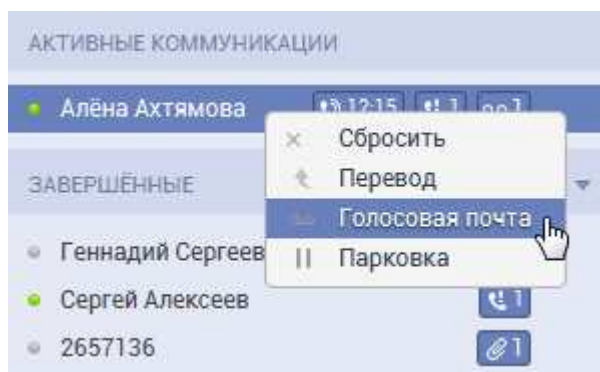 АКТИВНЫЕ КОММУНИКАЦИИ
Алёна Ахтямова 12:15 1 1
Сбросить
Перевод
ЗАВЕРШЁННЫЕ
Голосовая почта
Геннадий Сергеев
Парковка
Сергей Алексеев 1
2657136 1